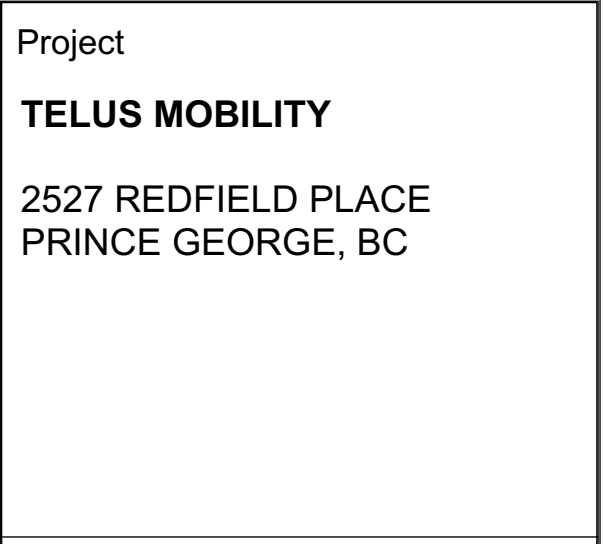 Project
TELUS MOBILITY
2527 REDFIELD PLACE
PRINCE GEORGE, BC